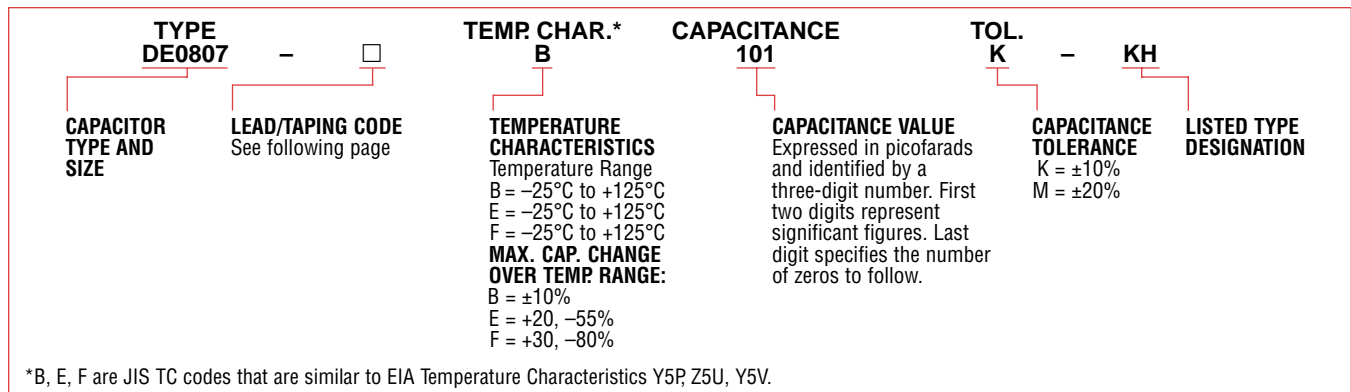 TYPE TEMP. CHAR.* CAPACITANCE TOL.
DE0807 – □ B 101 K – KH
CAPACITOR
TYPE AND
SIZE
LEAD/TAPING CODE
See following page
TEMPERATURE
CHARACTERISTICS
Temperature Range
B = –25°C to +125°C
E = –25°C to +125°C
F = –25°C to +125°C
MAX. CAP. CHANGE
OVER TEMP. RANGE:
B = ±10%
E = +20, –55%
F = +30, –80%
CAPACITANCE VALUE
Expressed in picofarads
and identified by a
three-digit number. First
two digits represent
significant figures. Last
digit specifies the number
of zeros to follow.
CAPACITANCE
TOLERANCE
K = ±10%
M = ±20%
LISTED TYPE
DESIGNATION
*B, E, F are JIS TC codes that are similar to EIA Temperature Characteristics Y5P, Z5U, Y5V.